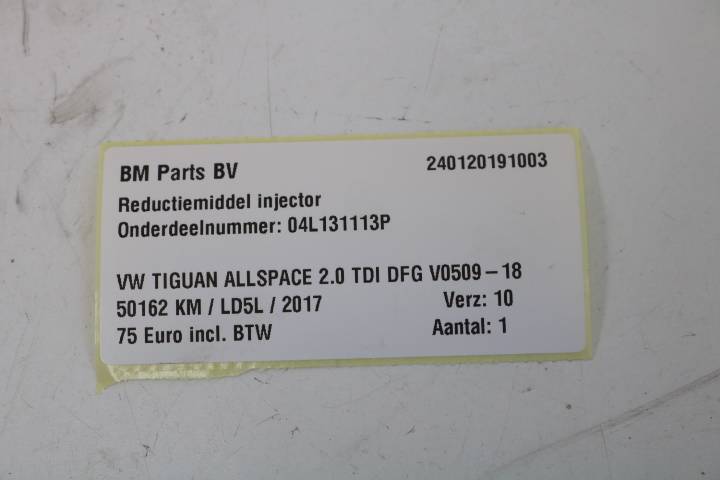 BM Parts BV 240120191003
Reductiemiddel injector
Onderdeelnummer: 04L131113P
VW TIGUAN ALLSPACE 2.0 TDI DFG V0509-18
50162 KM / LD5L / 2017 Verz: 10
75 Euro incl. BTW Aantal: 1